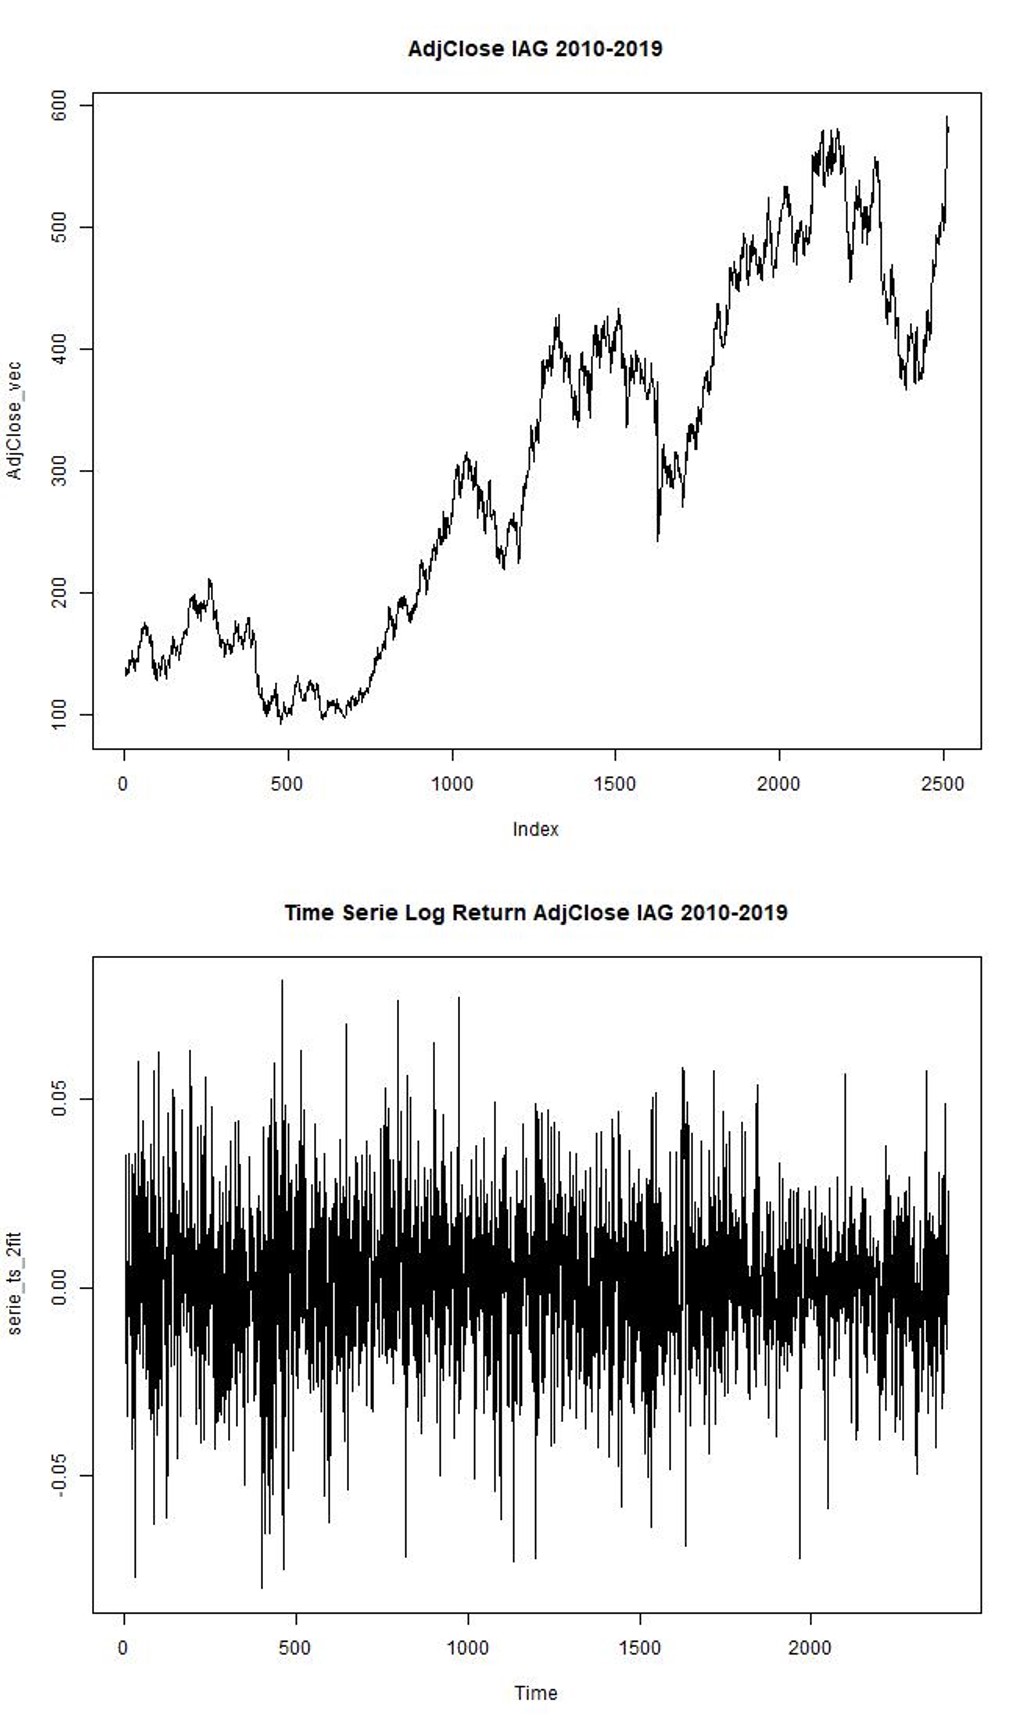 AdjClose IAG 2010-2019
AdjClose_vec
600
500
400
300
200
100
0 500 1000 1500 2000 2500
Index
Time Serie Log Return AdjClose IAG 2010-2019
serie_ts_2fit
0.05
0.00
-0.05
0 500 1000 1500 2000
Time